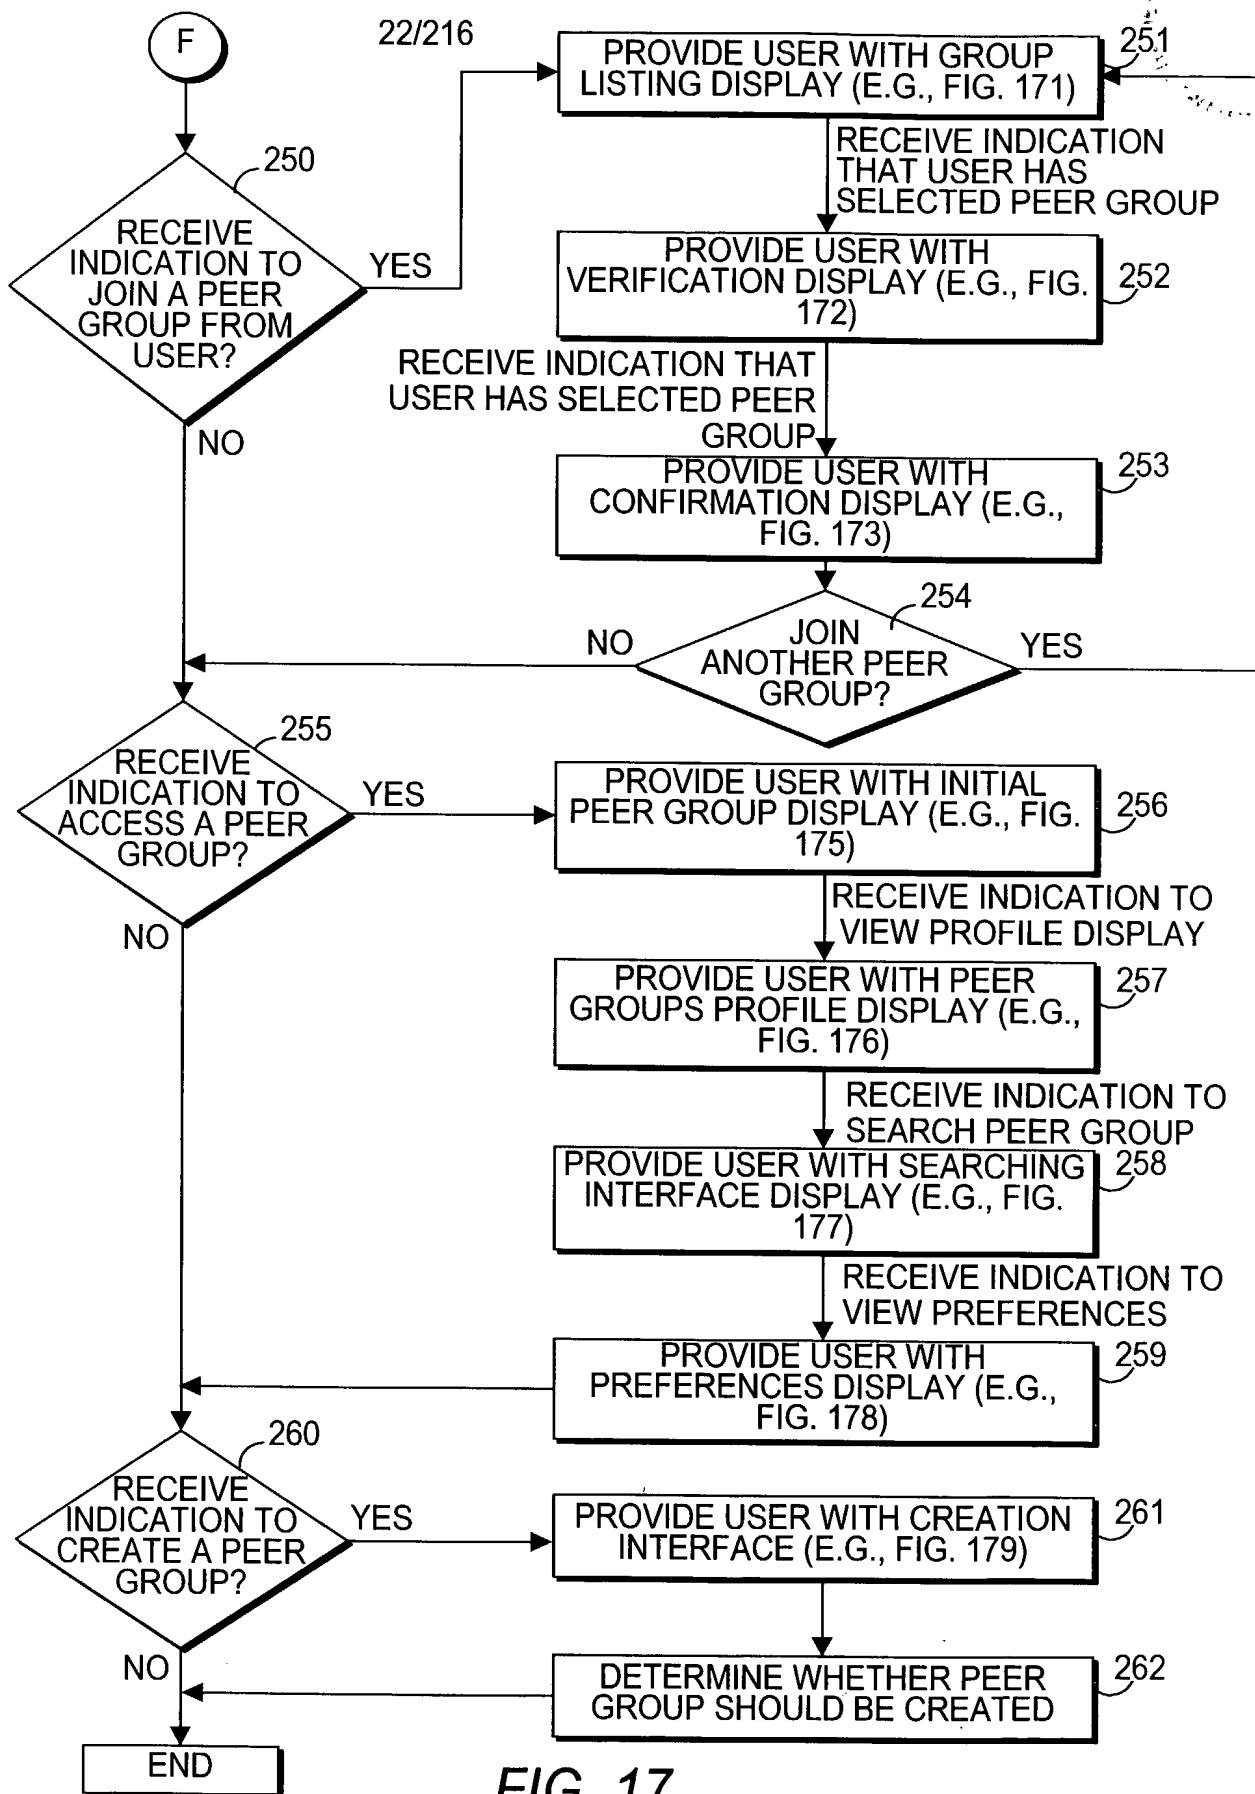 F
22/216
PROVIDE USER WITH GROUP
LISTING DISPLAY (E.G., FIG. 171)
251
RECEIVE INDICATION
THAT USER HAS
SELECTED PEER GROUP
250
RECEIVE
INDICATION TO
JOIN A PEER
GROUP FROM
USER?
YES
NO
PROVIDE USER WITH
VERIFICATION DISPLAY (E.G., FIG.
172)
252
RECEIVE INDICATION THAT
USER HAS SELECTED PEER
GROUP
PROVIDE USER WITH
CONFIRMATION DISPLAY (E.G.,
FIG. 173)
253
254
JOIN
ANOTHER PEER
GROUP?
NO
YES
255
RECEIVE
INDICATION TO
ACCESS A PEER
GROUP?
YES
NO
PROVIDE USER WITH INITIAL
PEER GROUP DISPLAY (E.G., FIG.
175)
256
RECEIVE INDICATION TO
VIEW PROFILE DISPLAY
PROVIDE USER WITH PEER
GROUPS PROFILE DISPLAY (E.G.,
FIG. 176)
257
RECEIVE INDICATION TO
SEARCH PEER GROUP
PROVIDE USER WITH SEARCHING
INTERFACE DISPLAY (E.G., FIG.
177)
258
RECEIVE INDICATION TO
VIEW PREFERENCES
PROVIDE USER WITH
PREFERENCES DISPLAY (E.G.,
FIG. 178)
259
260
RECEIVE
INDICATION TO
CREATE A PEER
GROUP?
YES
NO
PROVIDE USER WITH CREATION
INTERFACE (E.G., FIG. 179)
261
DETERMINE WHETHER PEER
GROUP SHOULD BE CREATED
262
END
FIG. 17